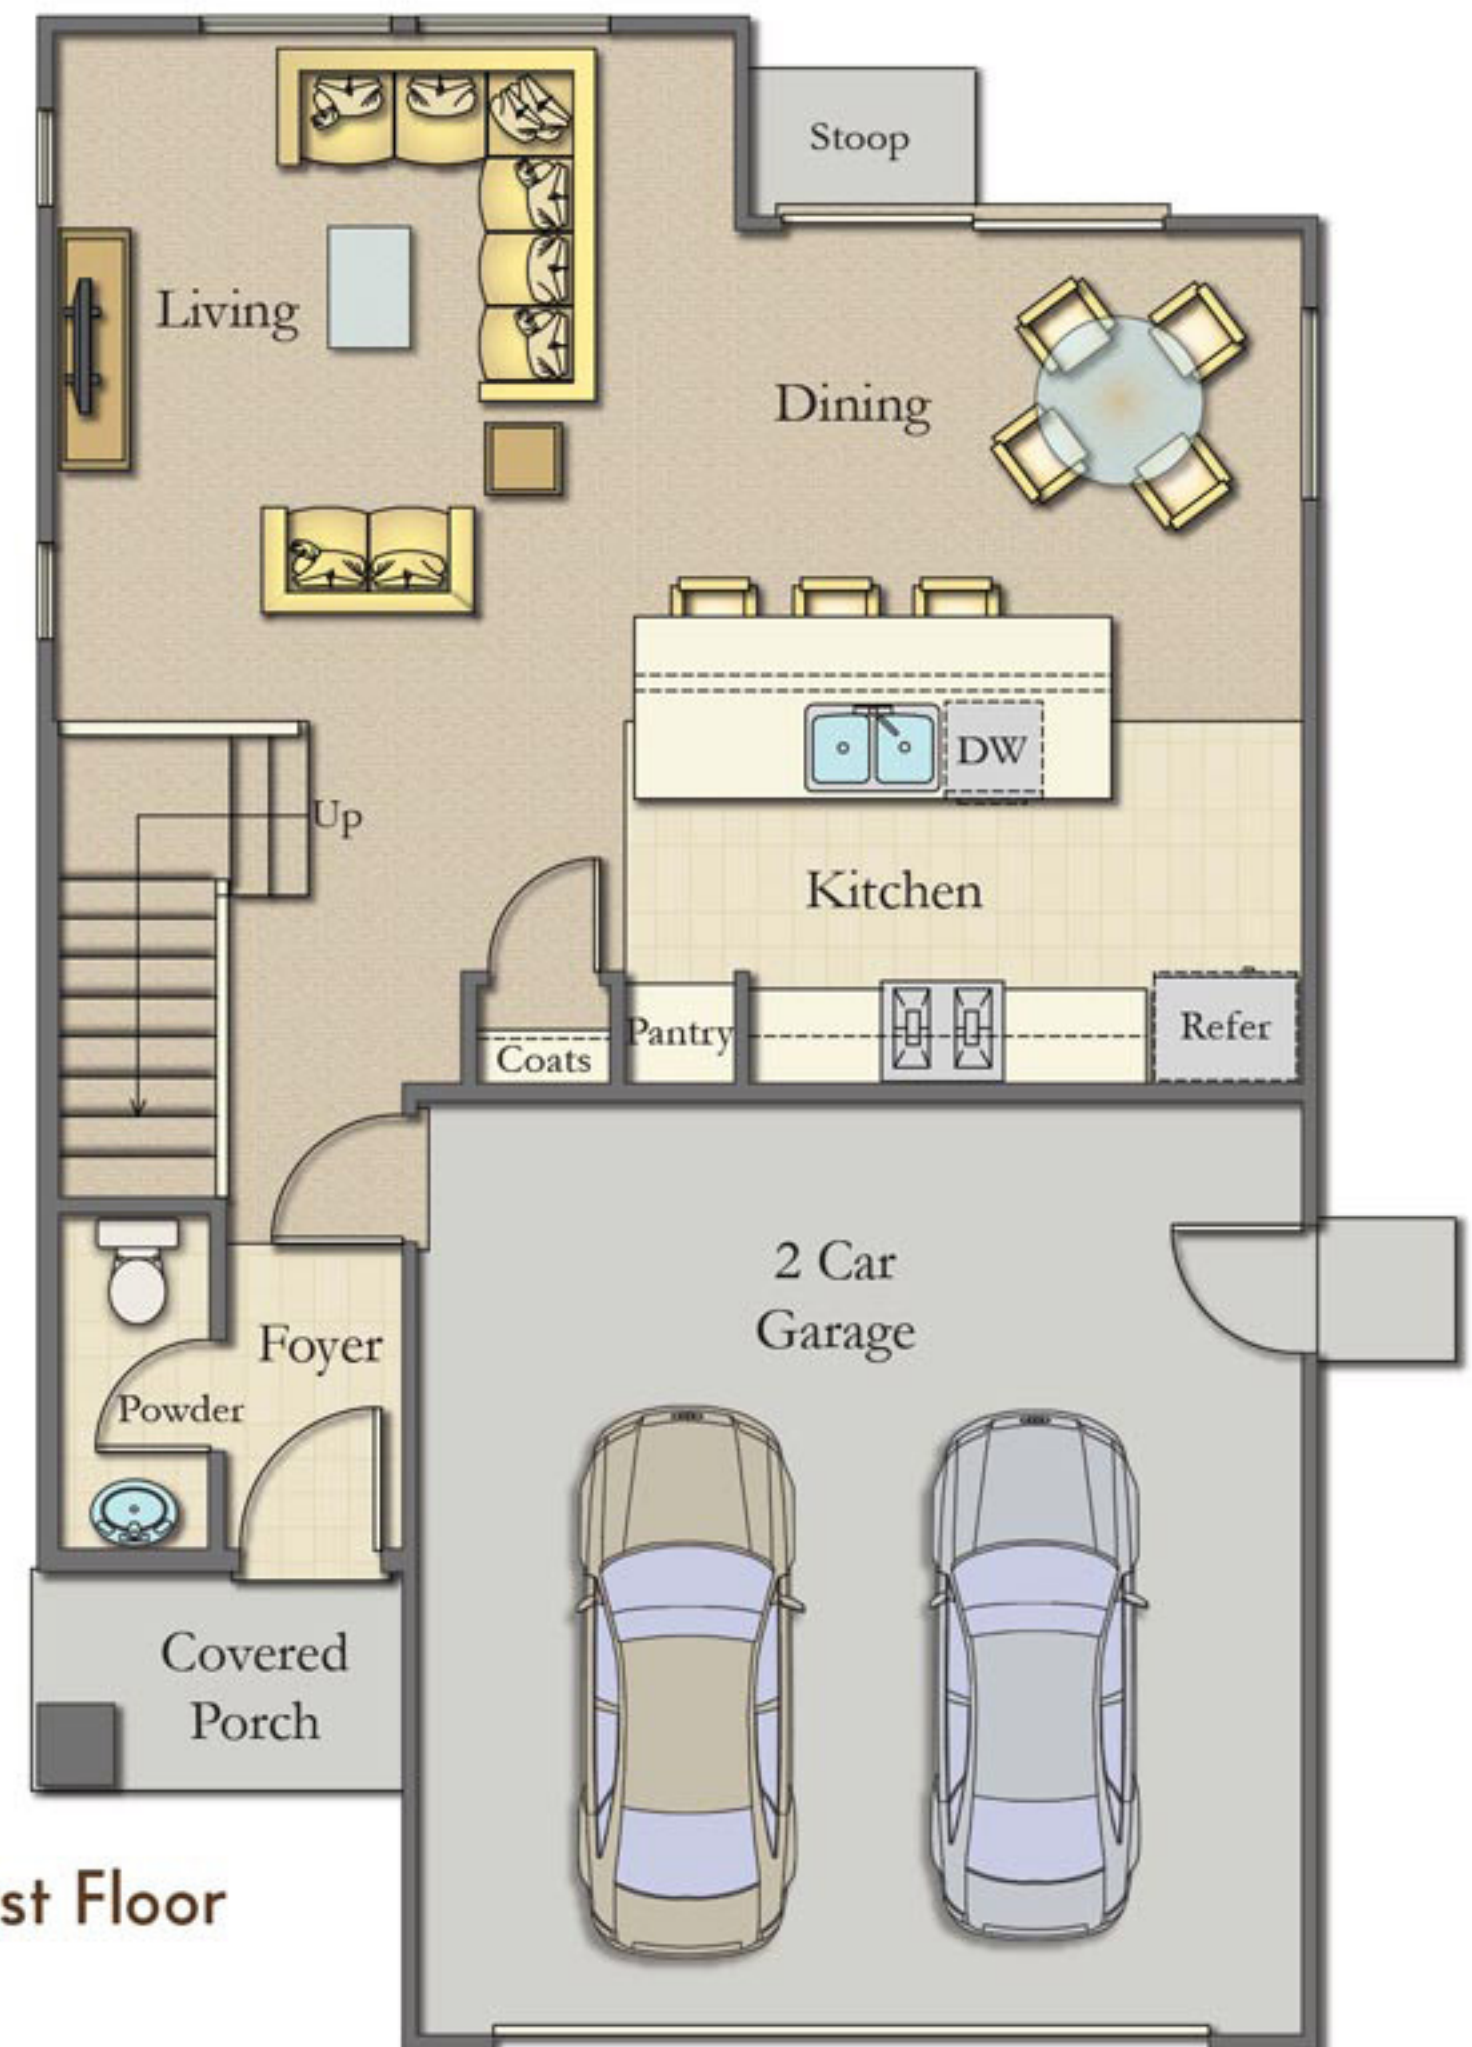 Stoop
Living
Dining
DW
Up
Kitchen
Pantry
Refer
Coats
2 Car
Garage
Foyer
Powder
Covered
Porch
st Floor